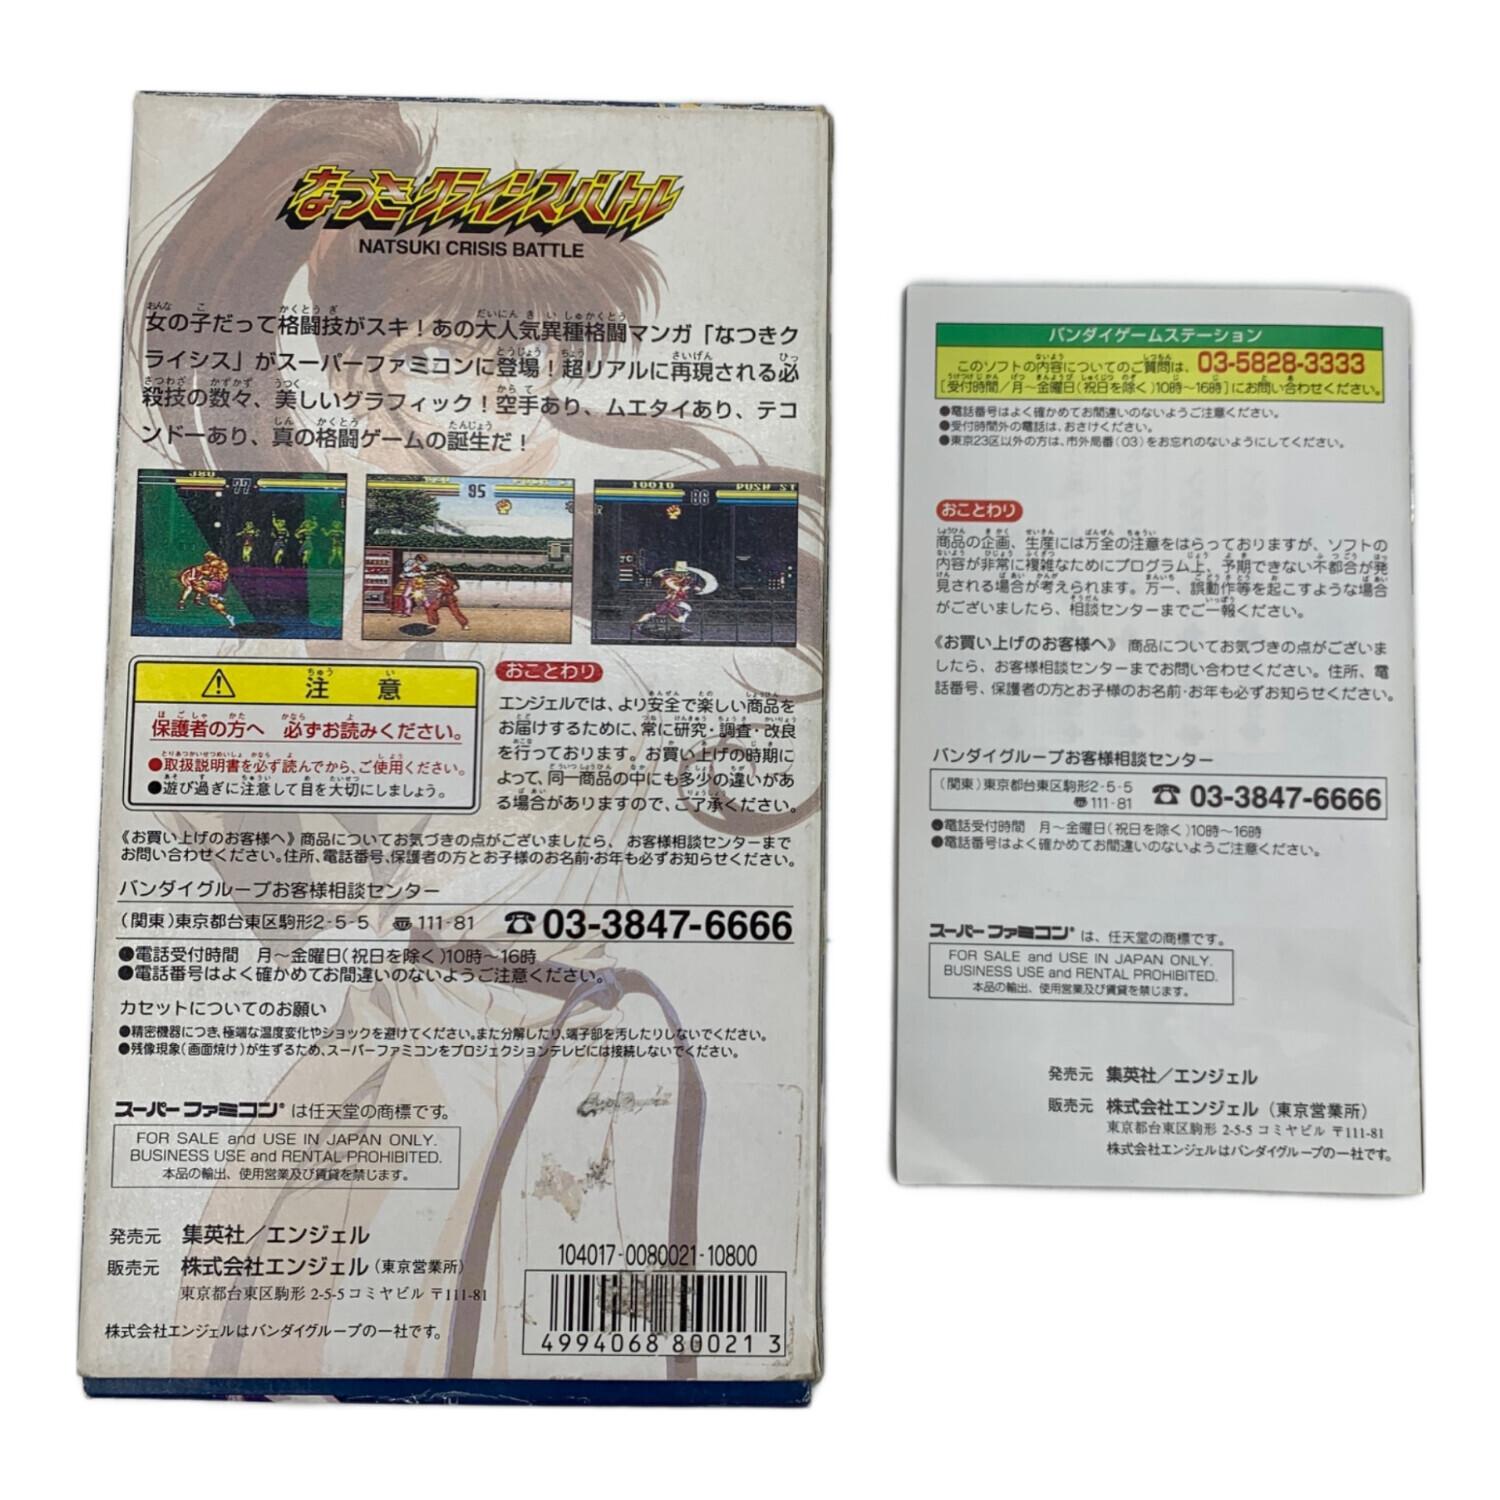 なつきクライシスバトル
NATSUKI CRISIS BATTLE
女の子だって格闘技がスキ！あの大人気異種格闘マンガ「なつきク
ライシス」がスーパーファミコンに登場！超リアルに再現される必
殺技の数々、美しいグラフィック！空手あり、ムエタイあり、テコ
ンドーあり、真の格闘ゲームの誕生だ！
77
95
10010 86 PUSH ST
注意
保護者の方へ 必ずお読みください。
●取扱説明書を必ず読んでから、ご使用ください。
●遊び過ぎに注意して目を大切にしましょう。
おことわり
エンジェルでは、より安全で楽しい商品を
お届けするために、常に研究・調査・改良
を行っております。お買い上げの時期に
よって、同一商品の中にも多少の違いがあ
る場合がありますので、ご了承ください。
《お買い上げのお客様へ》商品についてお気づきの点がございましたら、お客様相談センターまで
お問い合わせください。住所、電話番号、保護者の方とお子様のお名前・お年も必ずお知らせください。
バンダイグループお客様相談センター
（関東）東京都台東区駒形2-5-5 〠111-81 ☎03-3847-6666
●電話受付時間 月～金曜日（祝日を除く）10時～16時
●電話番号はよく確かめてお間違いのないようご注意ください。
カセットについてのお願い
●精密機器につき、極端な温度変化やショックを避けてください。また分解したり、端子部を汚したりしないでください。
●残像現象（画面焼け）が生ずるため、スーパーファミコンをプロジェクションテレビには接続しないでください。
スーパーファミコン®は任天堂の商標です。
FOR SALE and USE IN JAPAN ONLY.
BUSINESS USE and RENTAL PROHIBITED.
本品の輸出、使用営業及び賃貸を禁じます。
発売元 集英社／エンジェル
販売元 株式会社エンジェル（東京営業所）
東京都台東区駒形 2-5-5 コミヤビル 〒111-81
株式会社エンジェルはバンダイグループの一社です。
104017-0080021-10800
4994068 80021 3
バンダイゲームステーション
このソフトの内容についてのご質問は、03-5828-3333
[受付時間／月～金曜日（祝日を除く）10時～16時]にお問い合わせください。
●電話番号はよく確かめてお間違いのないようご注意ください。
●受付時間外の電話は、おさけください。
●東京23区以外の方は、市外局番（03）をお忘れのないようにしてください。
おことわり
商品の企画、生産には万全の注意をはらっておりますが、ソフトの
内容が非常に複雑なためにプログラム上、予期できない不都合が発
見される場合が考えられます。万一、誤動作等を起こすような場合
がございましたら、相談センターまでご一報ください。
《お買い上げのお客様へ》商品についてお気づきの点がございま
したら、お客様相談センターまでお問い合わせください。住所、電
話番号、保護者の方とお子様のお名前・お年も必ずお知らせください。
バンダイグループお客様相談センター
（関東）東京都台東区駒形2-5-5
〠111-81 ☎03-3847-6666
●電話受付時間 月～金曜日（祝日を除く）10時～16時
●電話番号はよく確かめてお間違いのないようご注意ください。
スーパーファミコン®は、任天堂の商標です。
FOR SALE and USE IN JAPAN ONLY.
BUSINESS USE and RENTAL PROHIBITED.
本品の輸出、使用営業及び賃貸を禁じます。
発売元 集英社／エンジェル
販売元 株式会社エンジェル（東京営業所）
東京都台東区駒形 2-5-5 コミヤビル 〒111-81
株式会社エンジェルはバンダイグループの一社です。